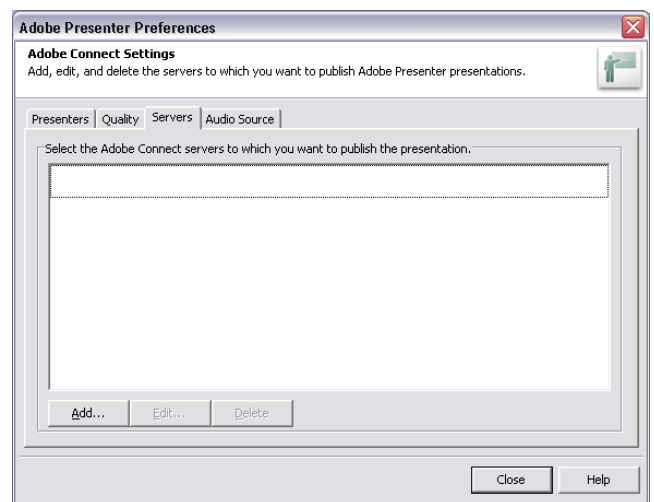 Adobe Presenter Preferences
Adobe Connect Settings
Add, edit, and delete the servers to which you want to publish Adobe Presenter presentations.
Presenters Quality Servers Audio Source
Select the Adobe Connect servers to which you want to publish the presentation.
Add... Edit... Delete
Close Help